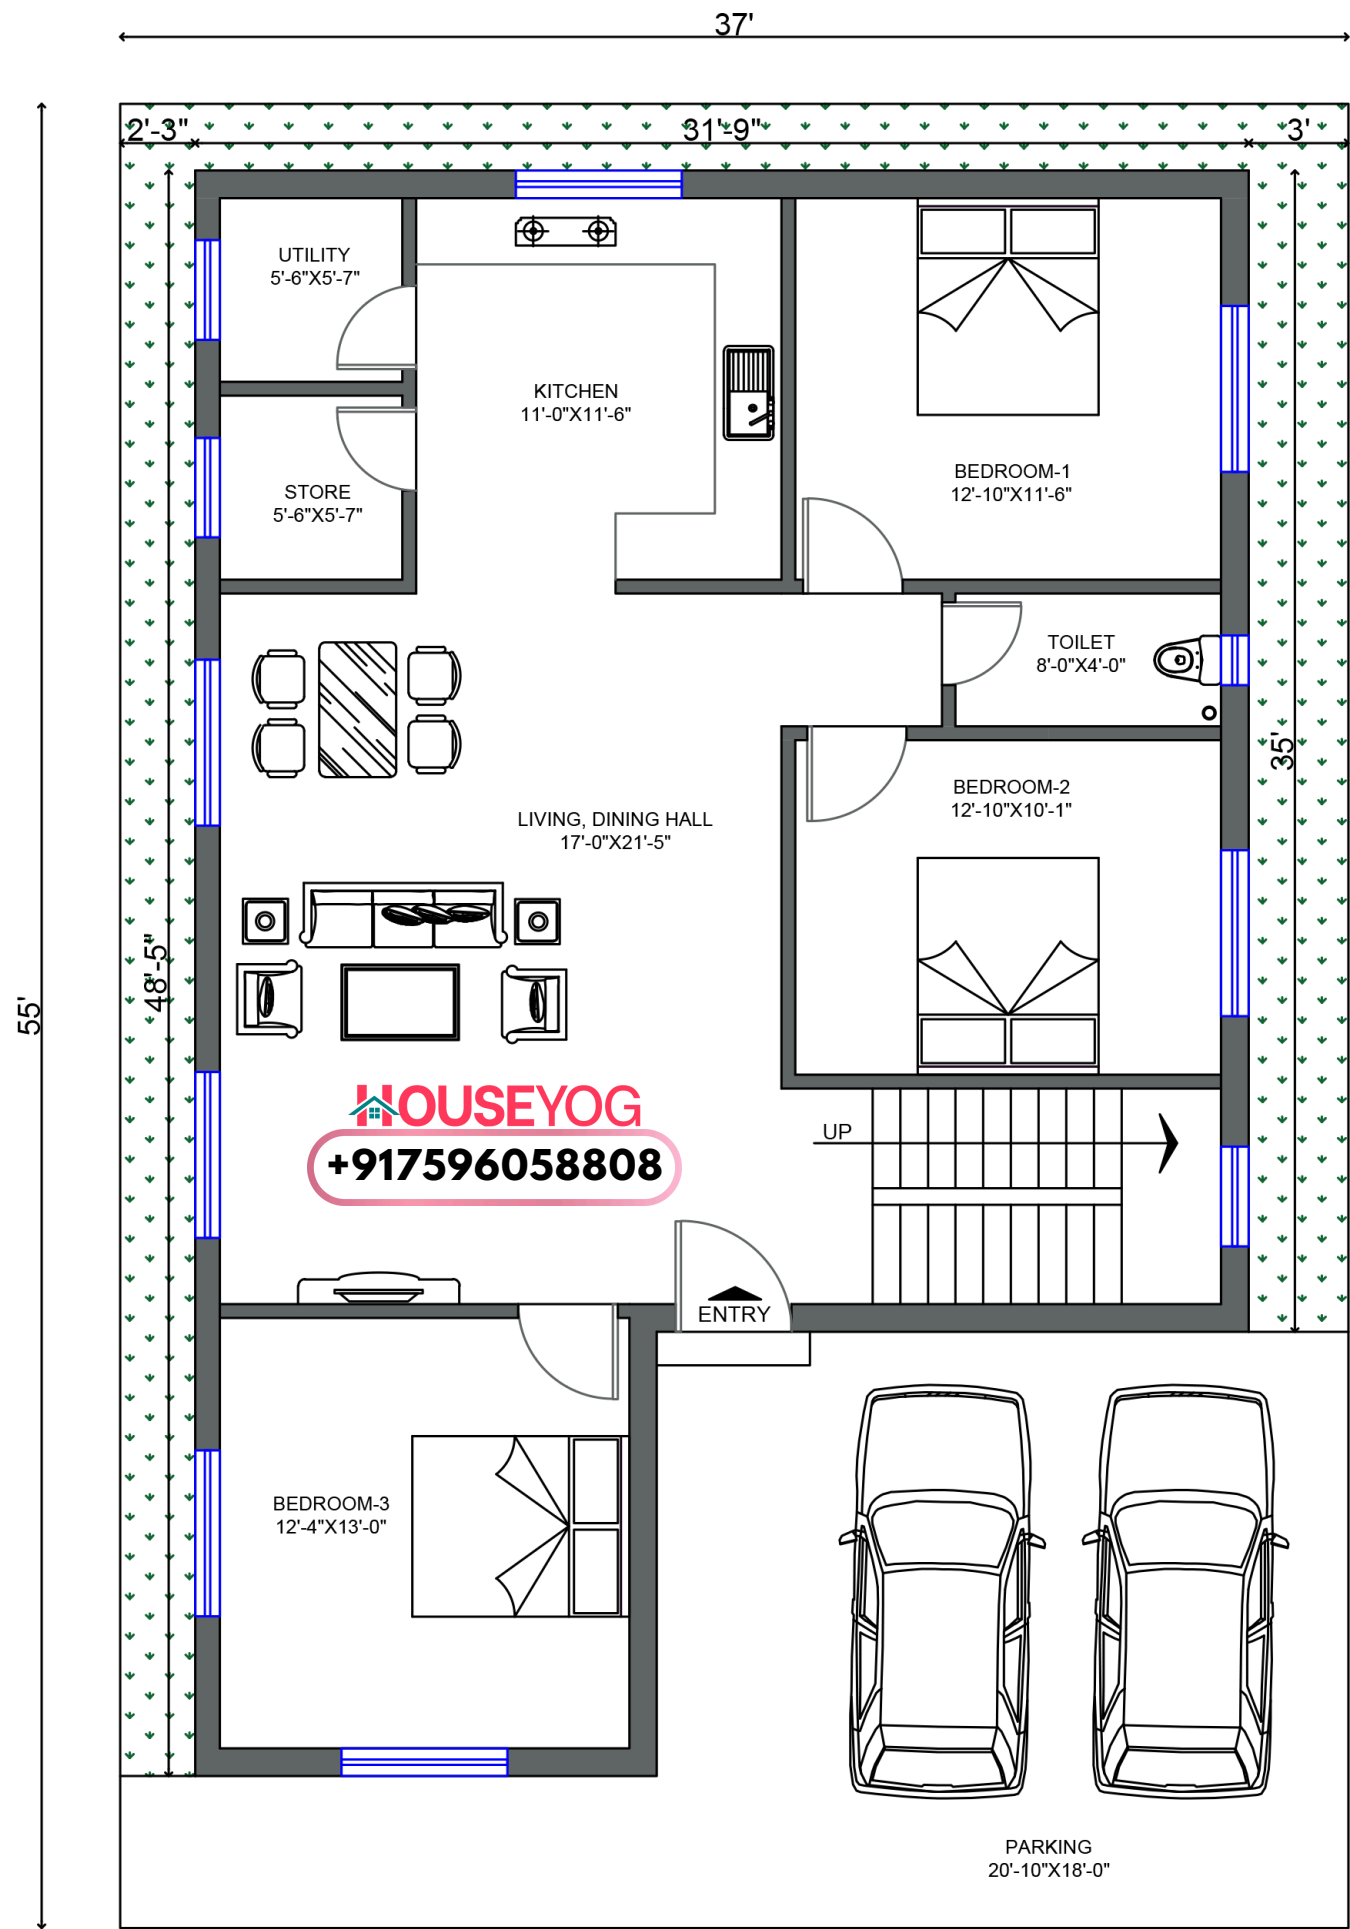 37'
2'-3"
31'-9"
3'
UTILITY
5'-6"X5'-7"
KITCHEN
11'-0"X11'-6"
BEDROOM-1
12'-10"X11'-6"
STORE
5'-6"X5'-7"
TOILET
8'-0"X4'-0"
35'
BEDROOM-2
12'-10"X10'-1"
LIVING, DINING HALL
17'-0"X21'-5"
48'-5"
55'
HOUSEYOG
+917596058808
UP
ENTRY
BEDROOM-3
12'-4"X13'-0"
PARKING
20'-10"X18'-0"